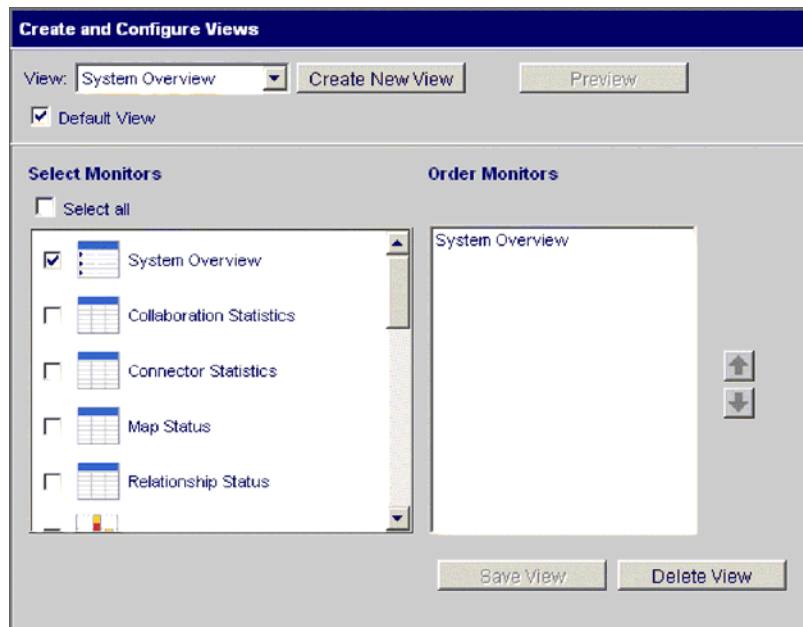 Create and Configure Views
View: System Overview Create New View Preview
Default View
Select Monitors Order Monitors
Select all
System Overview System Overview
Collaboration Statistics
Connector Statistics
Map Status
Relationship Status
Save View Delete View